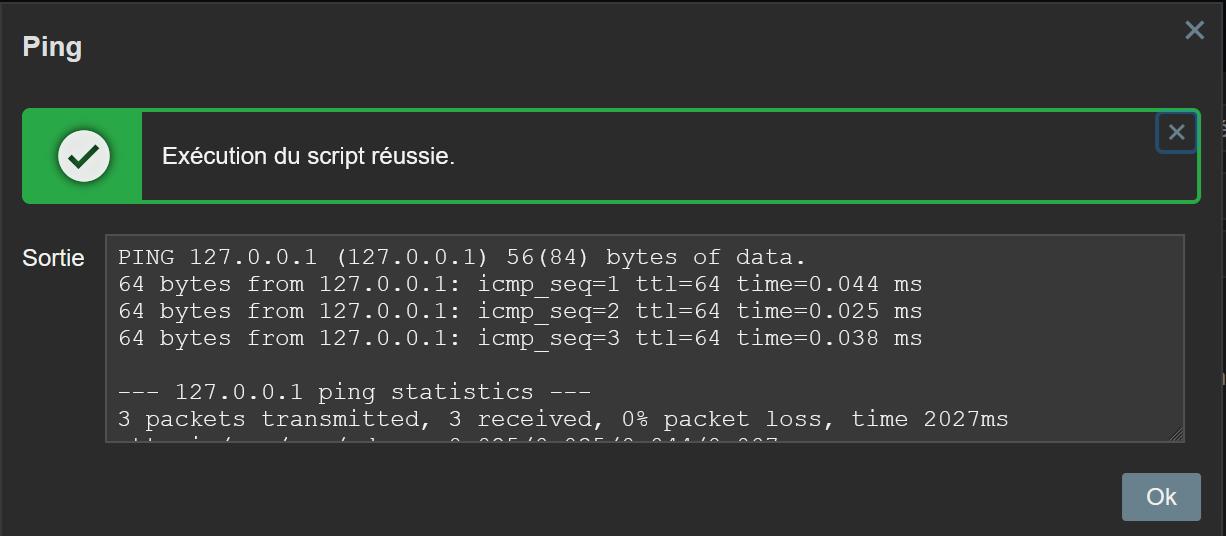 Ping
Exécution du script réussie.
Sortie
PING 127.0.0.1 (127.0.0.1) 56(84) bytes of data.
64 bytes from 127.0.0.1: icmp_seq=1 ttl=64 time=0.044 ms
64 bytes from 127.0.0.1: icmp_seq=2 ttl=64 time=0.025 ms
64 bytes from 127.0.0.1: icmp_seq=3 ttl=64 time=0.038 ms
--- 127.0.0.1 ping statistics ---
3 packets transmitted, 3 received, 0% packet loss, time 2027ms
Ok